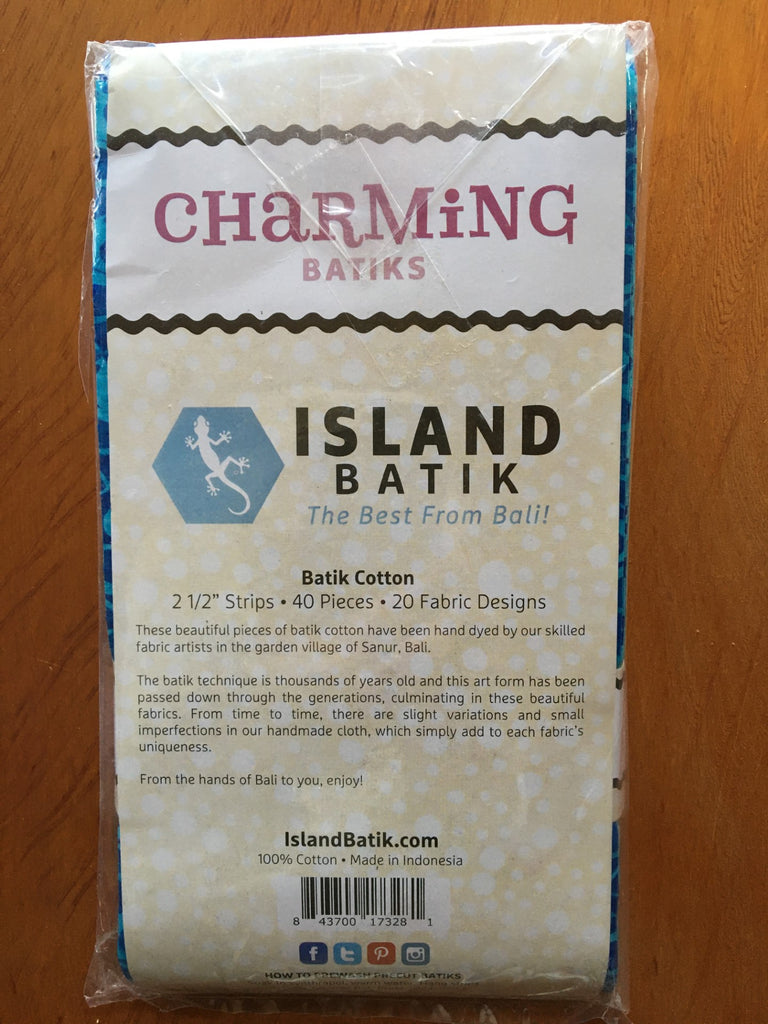 CHaRMiNG
BATIKS
ISLAND
BATIK
The Best From Bali!
Batik Cotton
2 1/2” Strips • 40 Pieces • 20 Fabric Designs
These beautiful pieces of batik cotton have been hand dyed by our skilled
fabric artists in the garden village of Sanur, Bali.
The batik technique is thousands of years old and this art form has been
passed down through the generations, culminating in these beautiful
fabrics. From time to time, there are slight variations and small
imperfections in our handmade cloth, which simply add to each fabric's
uniqueness.
From the hands of Bali to you, enjoy!
IslandBatik.com
100% Cotton • Made in Indonesia
8 43700 17328 1
HOW TO PREWASH PRECUT BATIKS